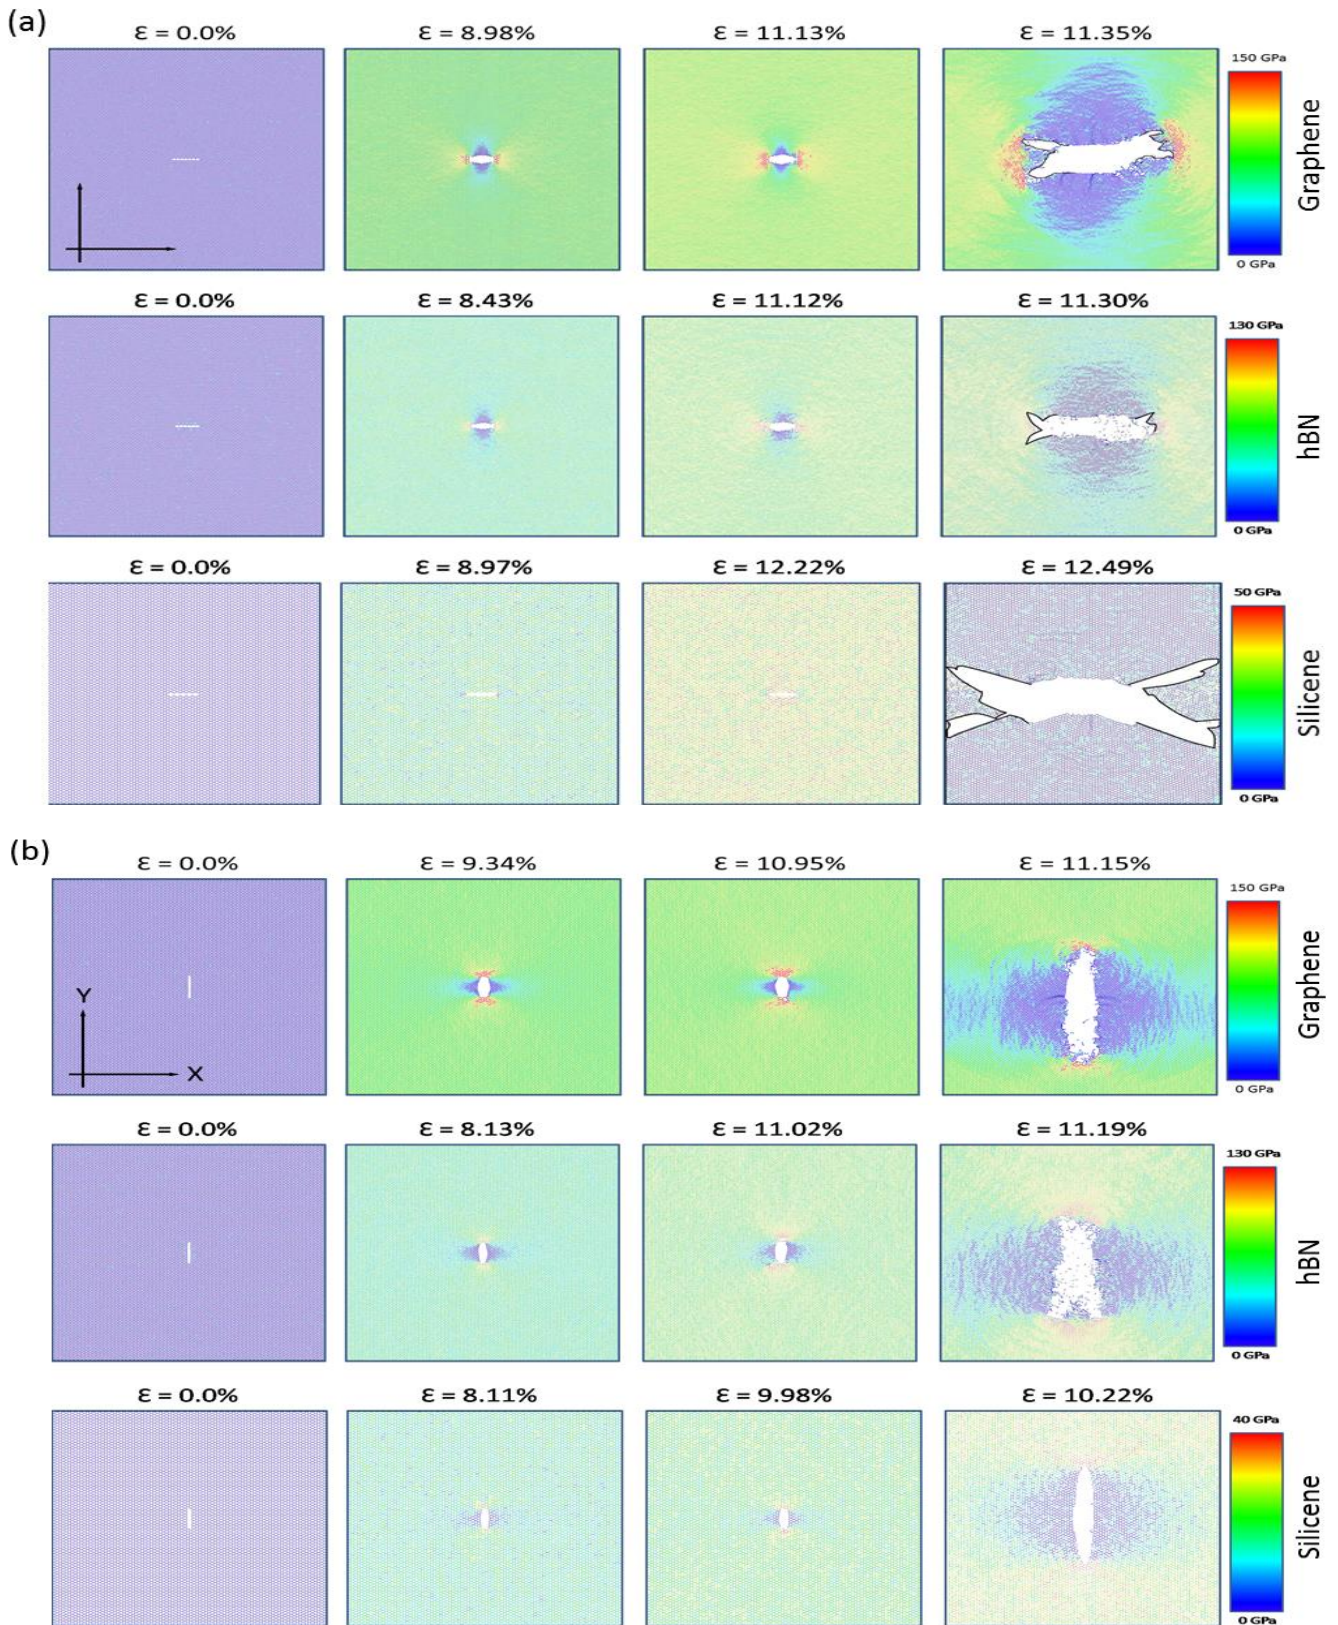 (a)
Ɛ = 0.0% Ɛ = 8.98% Ɛ = 11.13% Ɛ = 11.35%
150 GPa
0 GPa
Graphene
Ɛ = 0.0% Ɛ = 8.43% Ɛ = 11.12% Ɛ = 11.30%
130 GPa
0 GPa
hBN
Ɛ = 0.0% Ɛ = 8.97% Ɛ = 12.22% Ɛ = 12.49%
50 GPa
0 GPa
Silicene
(b)
Ɛ = 0.0% Ɛ = 9.34% Ɛ = 10.95% Ɛ = 11.15%
Y
X
150 GPa
0 GPa
Graphene
Ɛ = 0.0% Ɛ = 8.13% Ɛ = 11.02% Ɛ = 11.19%
130 GPa
0 GPa
hBN
Ɛ = 0.0% Ɛ = 8.11% Ɛ = 9.98% Ɛ = 10.22%
40 GPa
0 GPa
Silicene